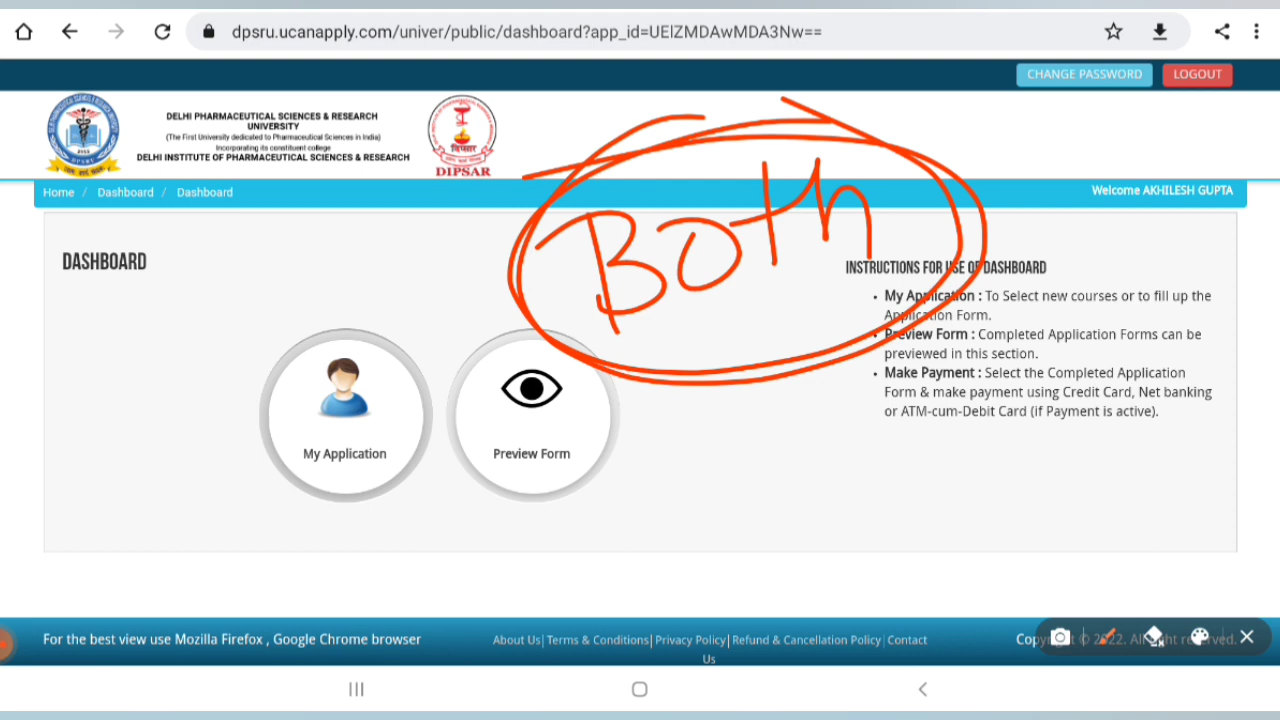 dpsru.ucanapply.com/univer/public/dashboard?app_id=UElZMDAwMDA3Nw==
CHANGE PASSWORD
LOGOUT
DELHI PHARMACEUTICAL SCIENCES & RESEARCH
UNIVERSITY
(The First University dedicated to Pharmaceutical Sciences in India)
Incorporating its constituent college
DELHI INSTITUTE OF PHARMACEUTICAL SCIENCES & RESEARCH
DPSRU
2015
दिपसार
DIPSAR
Home / Dashboard / Dashboard
Welcome AKHILESH GUPTA
Both
DASHBOARD
My Application
Preview Form
INSTRUCTIONS FOR USE OF DASHBOARD
• My Application : To Select new courses or to fill up the
Application Form.
• Preview Form : Completed Application Forms can be
previewed in this section.
• Make Payment : Select the Completed Application
Form & make payment using Credit Card, Net banking
or ATM-cum-Debit Card (if Payment is active).
For the best view use Mozilla Firefox , Google Chrome browser
About Us| Terms & Conditions| Privacy Policy| Refund & Cancellation Policy| Contact
Us
Copyright © 2022. All right reserved.